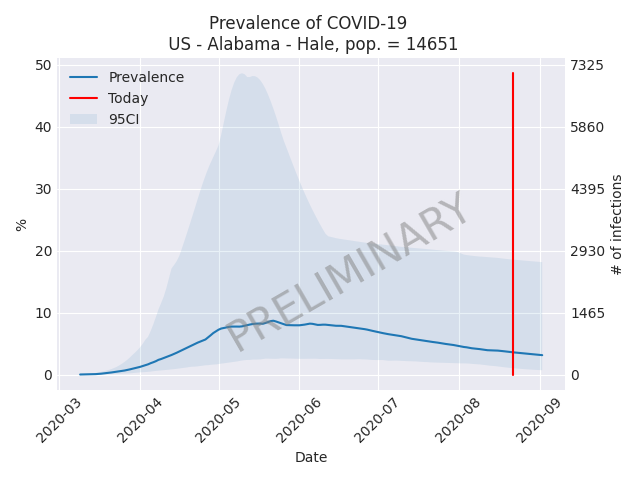 Prevalence of COVID-19
US - Alabama - Hale, pop. = 14651
50
40
30
20
10
0
%
Prevalence
Today
95CI
PRELIMINARY
7325
5860
4395
2930
1465
0
# of infections
2020-03
2020-04
2020-05
2020-06
2020-07
2020-08
2020-09
Date